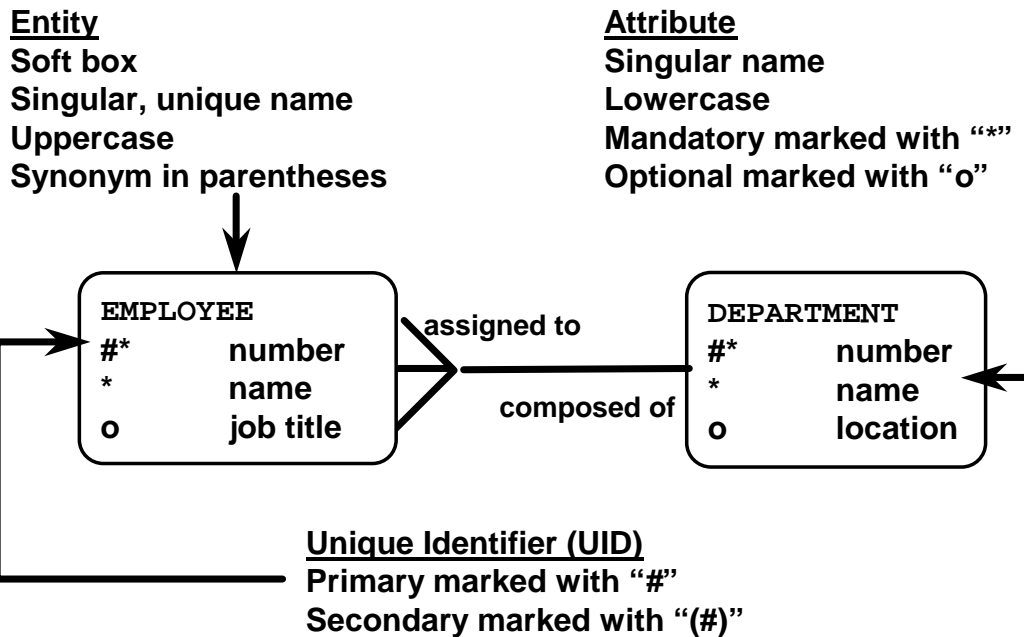 Entity
Soft box
Singular, unique name
Uppercase
Synonym in parentheses
Attribute
Singular name
Lowercase
Mandatory marked with “*”
Optional marked with “o”
EMPLOYEE
#* number
* name
o job title
assigned to
composed of
DEPARTMENT
#* number
* name
o location
Unique Identifier (UID)
Primary marked with “#”
Secondary marked with “(#)”